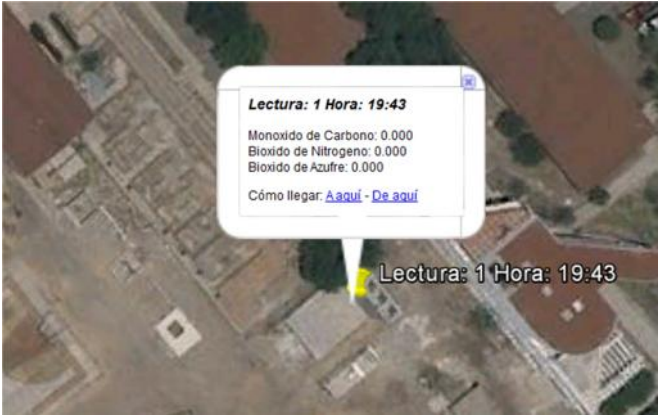 Lectura: 1 Hora: 19:43
Monoxido de Carbono: 0.000
Bioxido de Nitrogeno: 0.000
Bioxido de Azufre: 0.000
Cómo llegar: A aquí - De aquí
Lectura: 1 Hora: 19:43